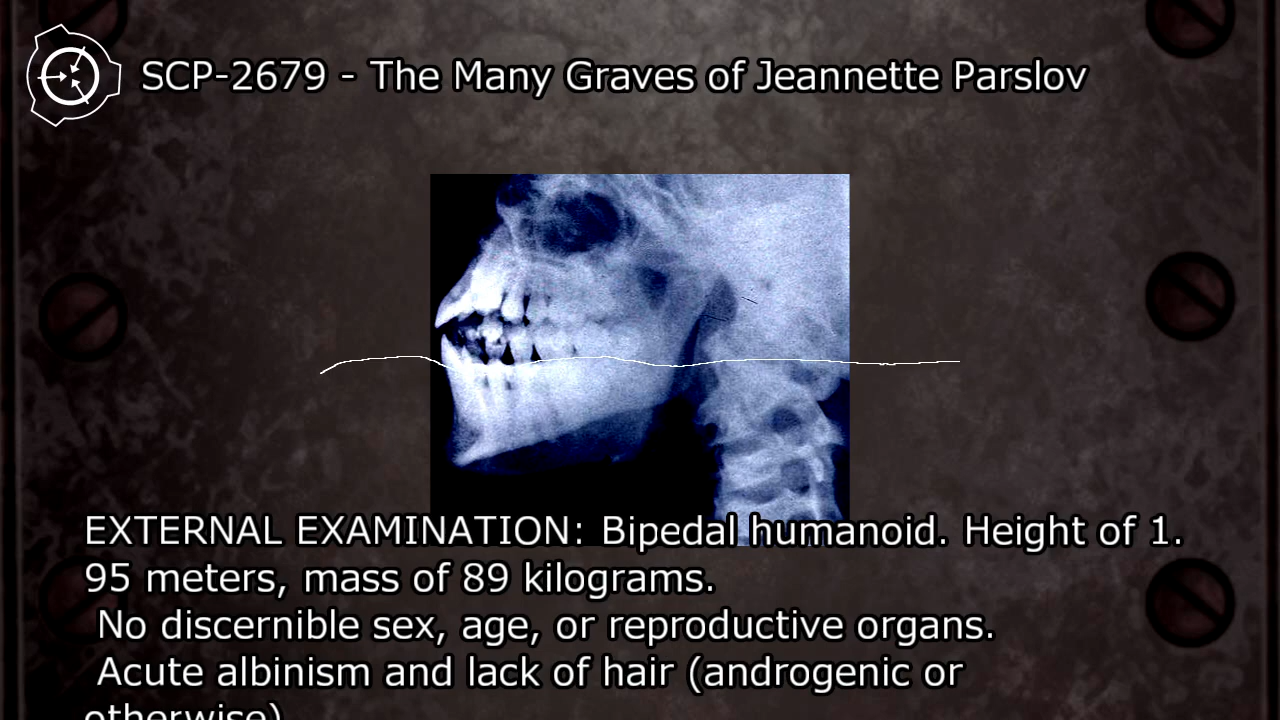 SCP-2679 - The Many Graves of Jeannette Parslov
EXTERNAL EXAMINATION: Bipedal humanoid. Height of 1.
95 meters, mass of 89 kilograms.
No discernible sex, age, or reproductive organs.
Acute albinism and lack of hair (androgenic or
otherwise)